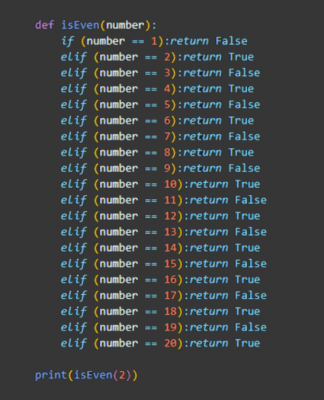 def isEven(number):
    if (number == 1):return False
    elif (number == 2):return True
    elif (number == 3):return False
    elif (number == 4):return True
    elif (number == 5):return False
    elif (number == 6):return True
    elif (number == 7):return False
    elif (number == 8):return True
    elif (number == 9):return False
    elif (number == 10):return True
    elif (number == 11):return False
    elif (number == 12):return True
    elif (number == 13):return False
    elif (number == 14):return True
    elif (number == 15):return False
    elif (number == 16):return True
    elif (number == 17):return False
    elif (number == 18):return True
    elif (number == 19):return False
    elif (number == 20):return True
print(isEven(2))